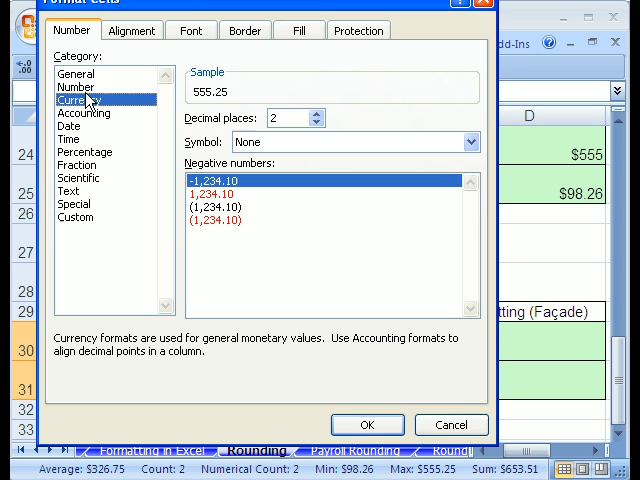 Format Cells
Number
Alignment
Font
Border
Fill
Protection
dd-Ins
Category:
General
Number
Currency
Accounting
Date
Time
Percentage
Fraction
Scientific
Text
Special
Custom
Sample
555.25
Decimal places: 2
Symbol: None
Negative numbers:
-1,234.10
1,234.10
(1,234.10)
(1,234.10)
Currency formats are used for general monetary values. Use Accounting formats to
align decimal points in a column.
OK
Cancel
D
24
$555
25
$98.26
26
27
28
29
tting (Façade)
30
31
32
33
Formatting in Excel
Rounding
Payroll Rounding
Round
Average: $326.75 Count: 2 Numerical Count: 2 Min: $98.26 Max: $555.25 Sum: $653.51